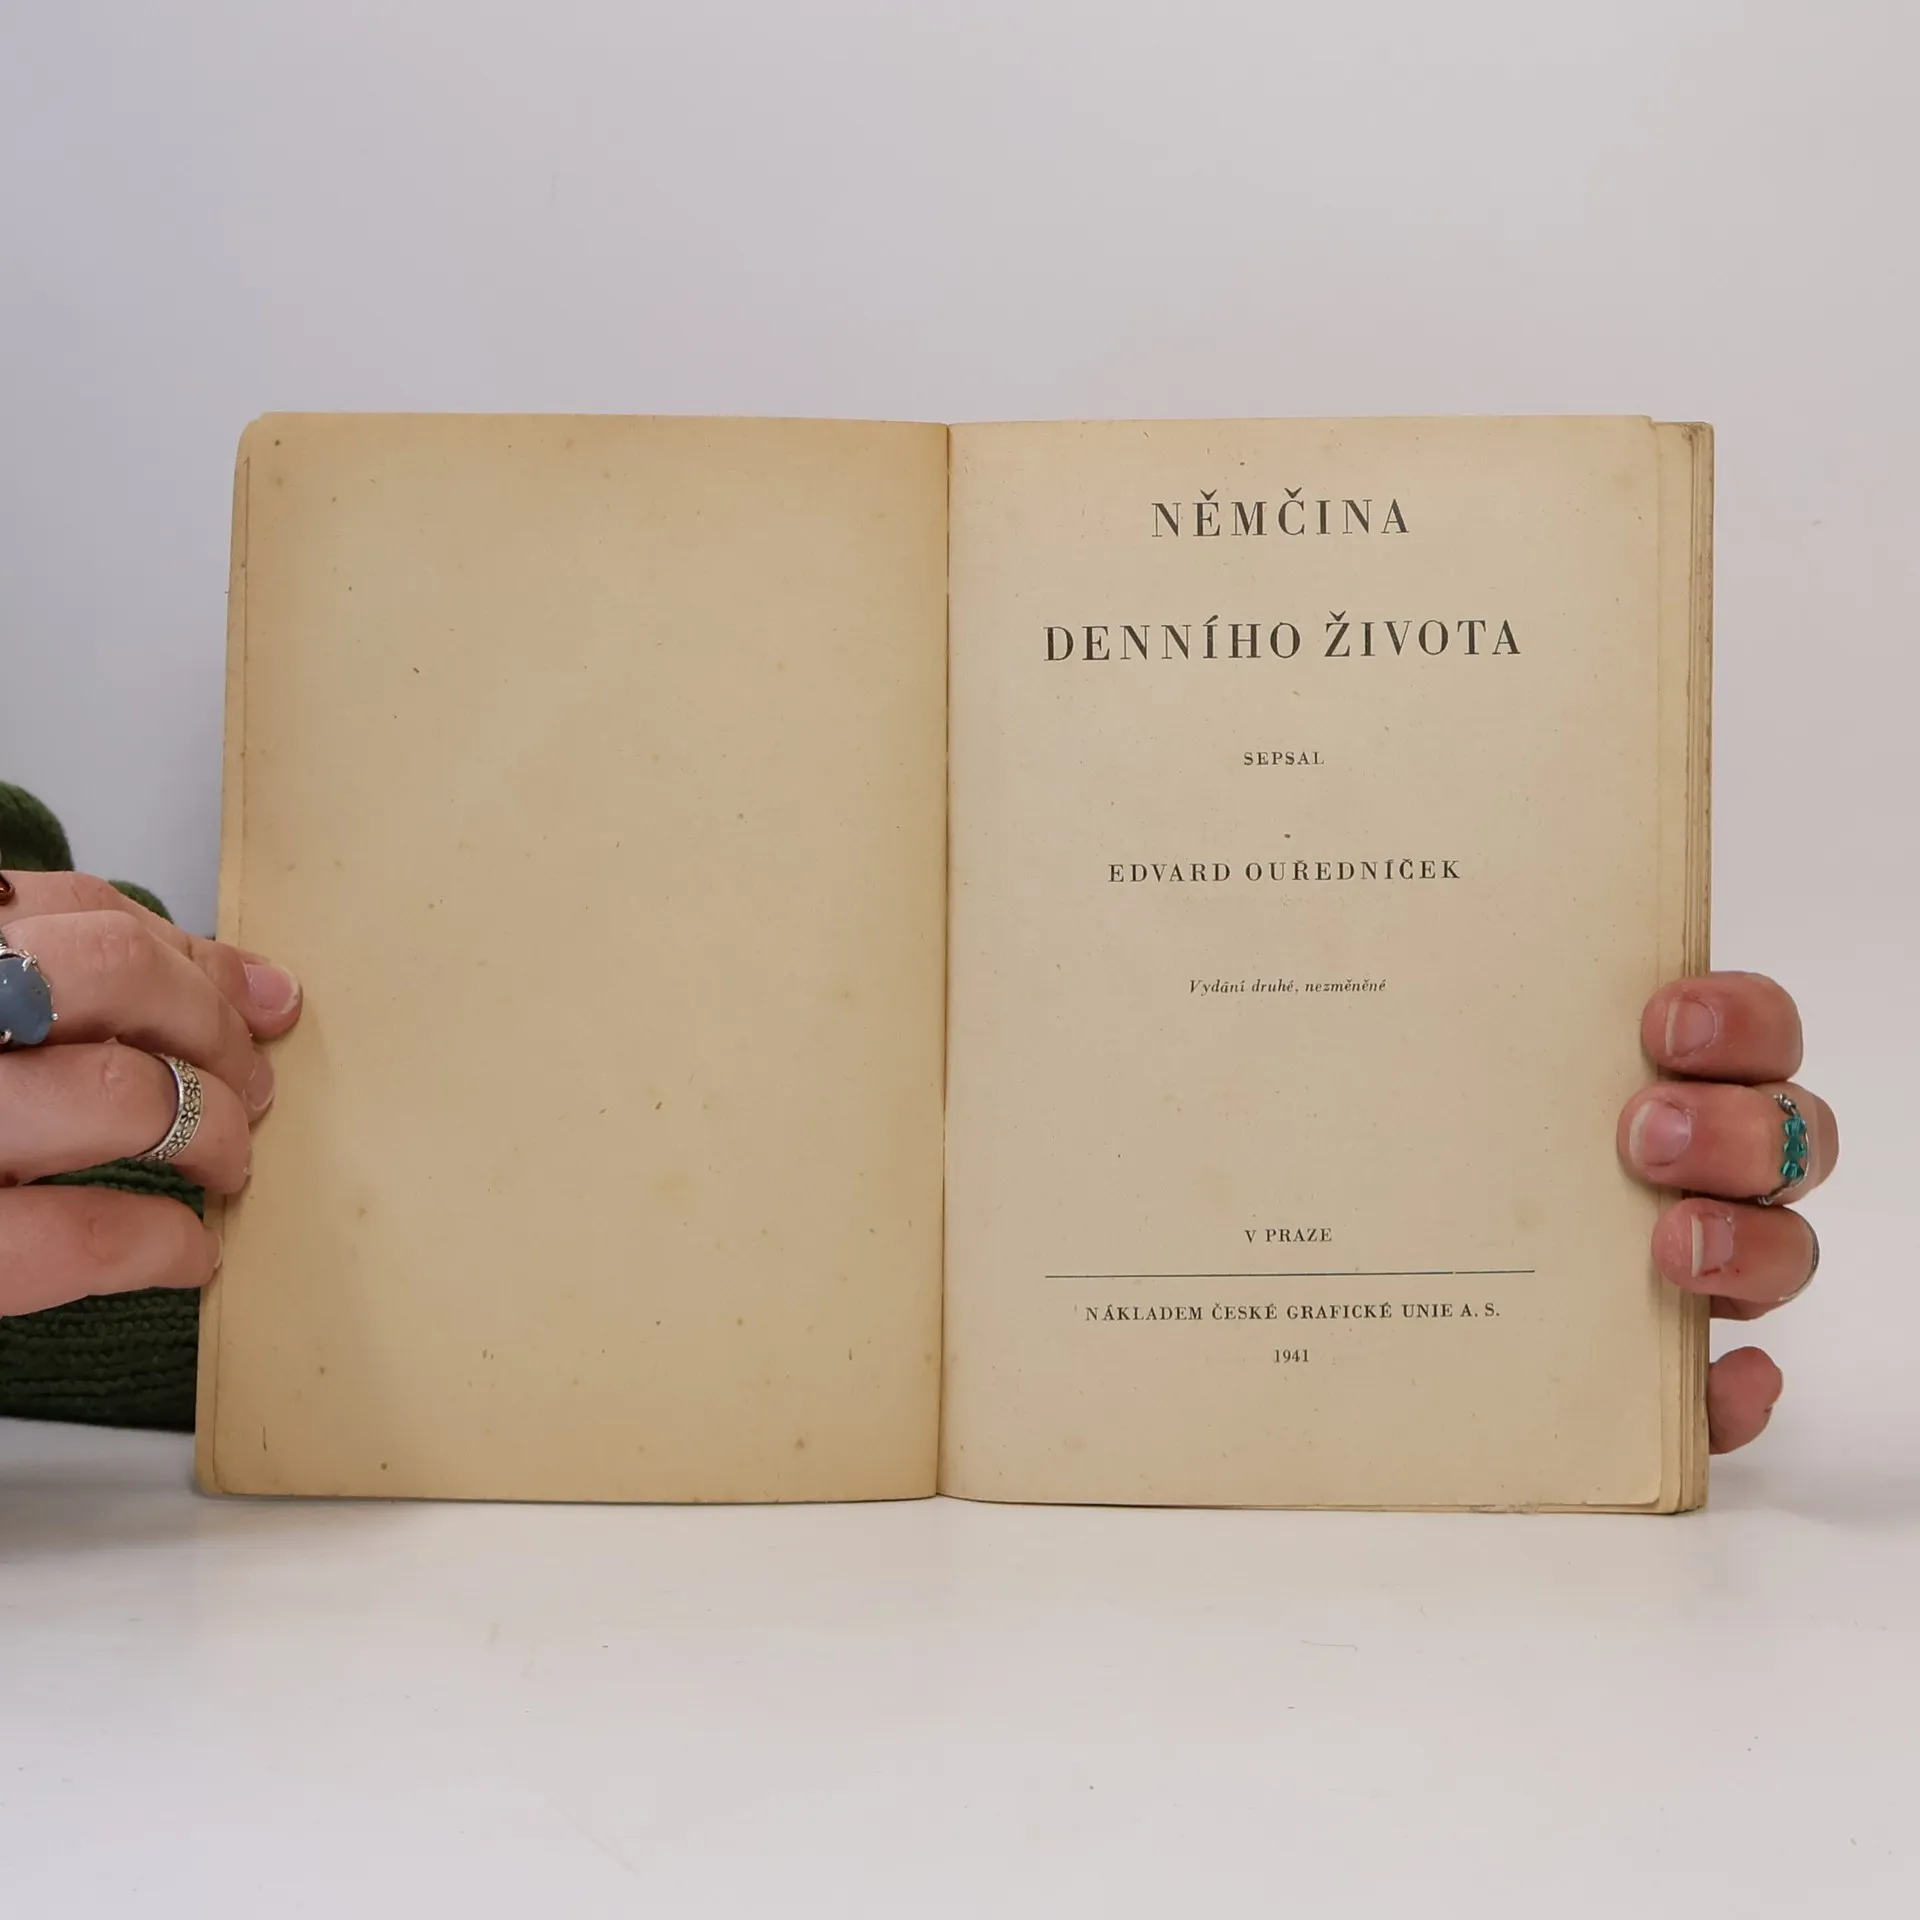 NĚMČINA
DENNÍHO ŽIVOTA
SEPSAL
EDVARD OUŘEDNÍČEK
Vydání druhé, nezměněné
V PRAZE
NÁKLADEM ČESKÉ GRAFICKÉ UNIE A. S.
1941